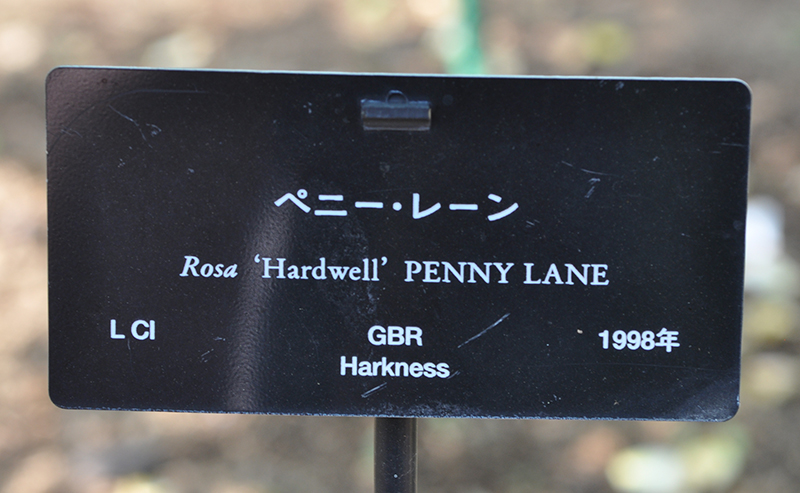 ペニー・レーン
Rosa ‘Hardwell’ PENNY LANE
L Cl GBR 1998年
Harkness